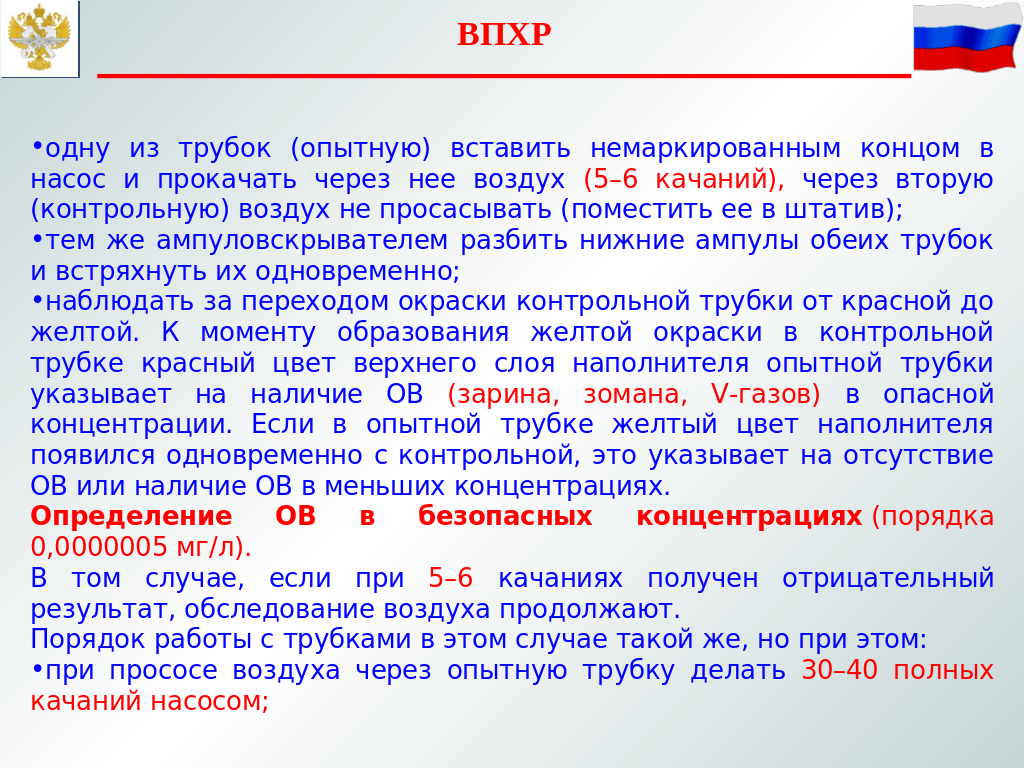 ВПХР
•одну из трубок (опытную) вставить немаркированным концом в
насос и прокачать через нее воздух (5–6 качаний), через вторую
(контрольную) воздух не просасывать (поместить ее в штатив);
•тем же ампуловскрывателем разбить нижние ампулы обеих трубок
и встряхнуть их одновременно;
•наблюдать за переходом окраски контрольной трубки от красной до
желтой. К моменту образования желтой окраски в контрольной
трубке красный цвет верхнего слоя наполнителя опытной трубки
указывает на наличие ОВ (зарина, зомана, V-газов) в опасной
концентрации. Если в опытной трубке желтый цвет наполнителя
появился одновременно с контрольной, это указывает на отсутствие
ОВ или наличие ОВ в меньших концентрациях.
Определение ОВ в безопасных концентрациях (порядка
0,0000005 мг/л).
В том случае, если при 5–6 качаниях получен отрицательный
результат, обследование воздуха продолжают.
Порядок работы с трубками в этом случае такой же, но при этом:
•при прососе воздуха через опытную трубку делать 30–40 полных
качаний насосом;